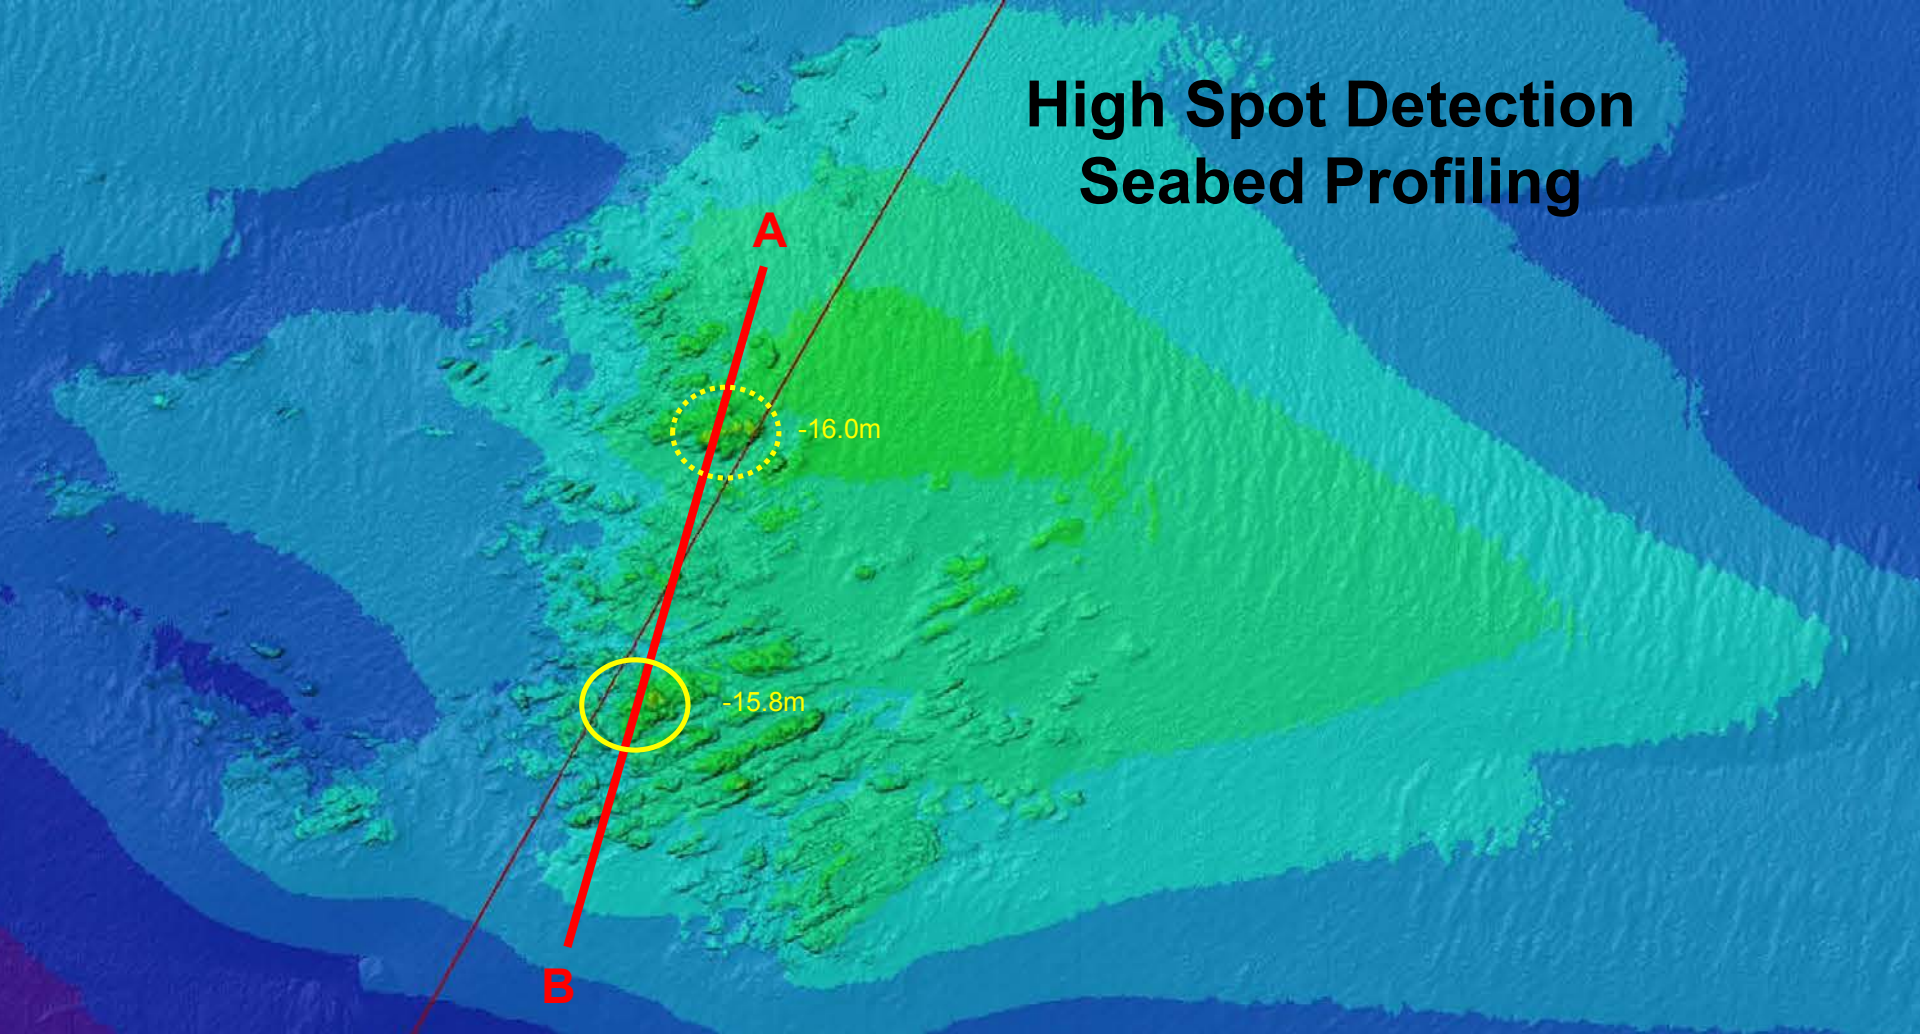 High Spot Detection
Seabed Profiling
A
-16.0m
-15.8m
B